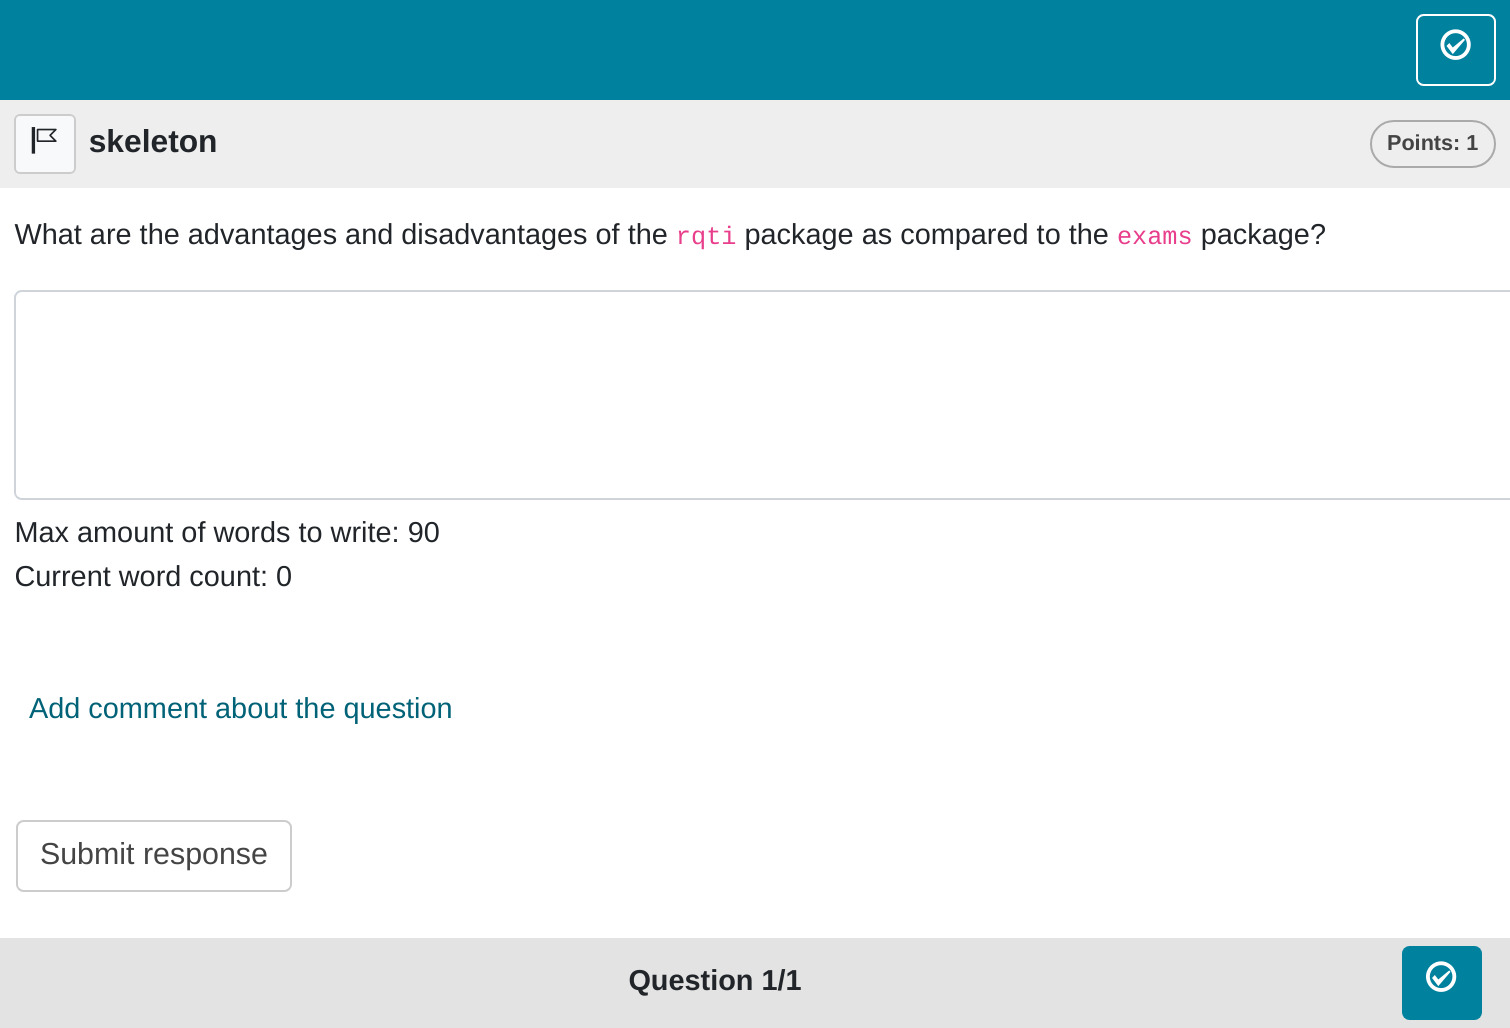 skeleton
Points: 1
What are the advantages and disadvantages of the rqti package as compared to the exams package?
Max amount of words to write: 90
Current word count: 0
Add comment about the question
Submit response
Question 1/1